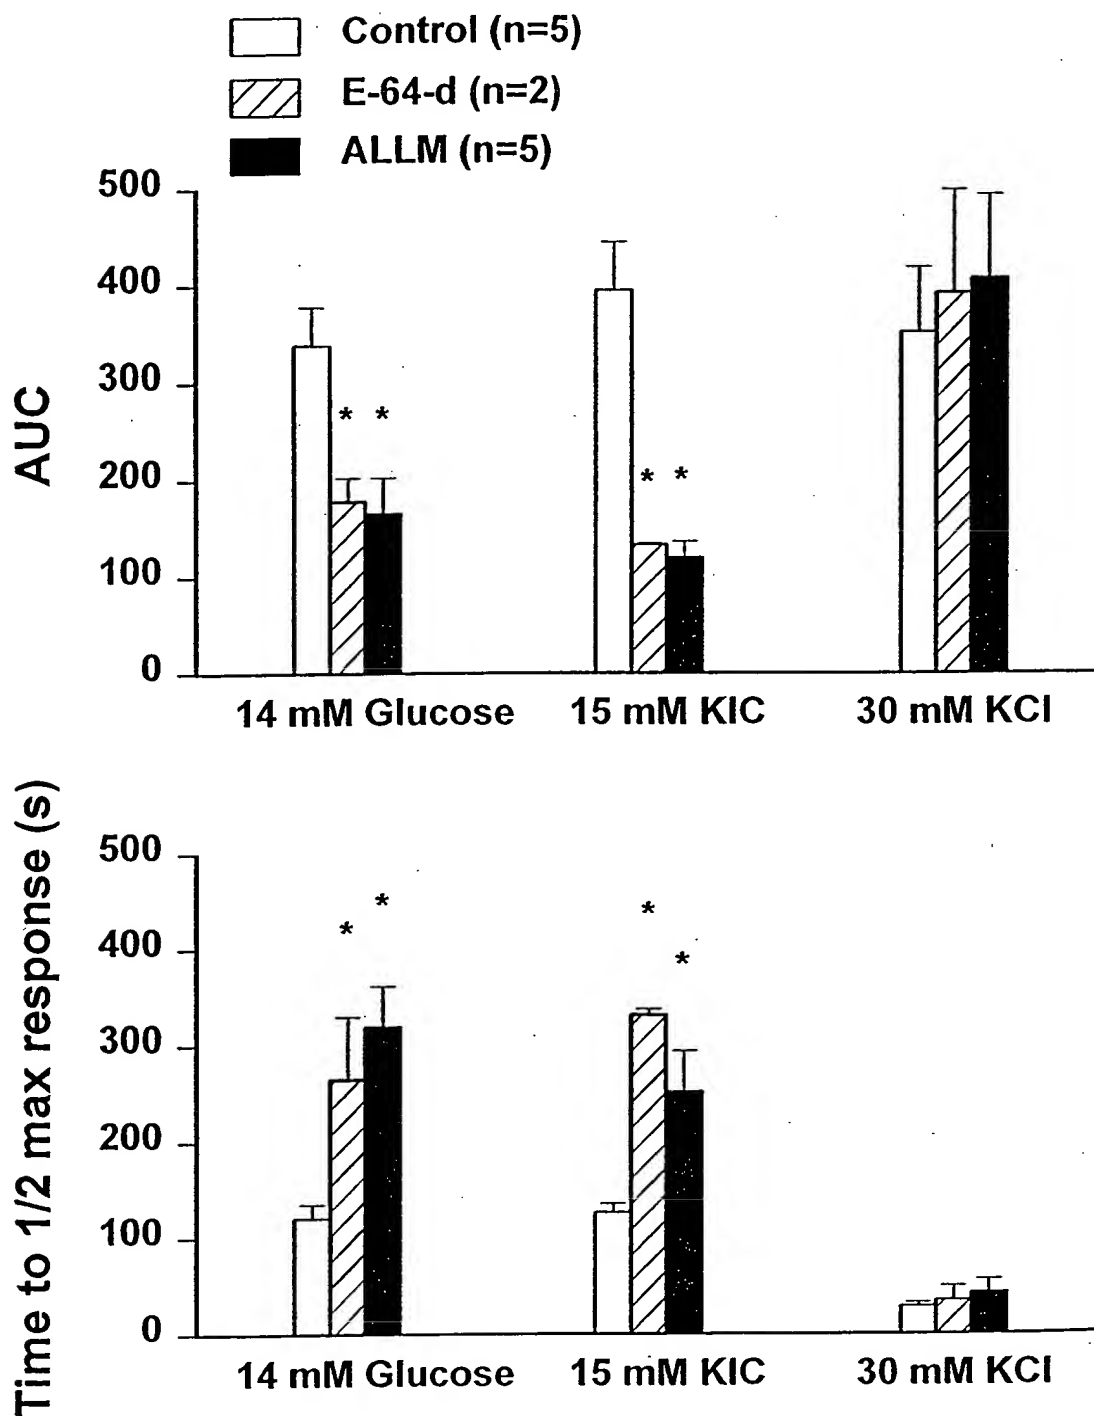 Control (n=5)
E-64-d (n=2)
ALLM (n=5)
AUC
500
400
300
200
100
0
* *
* *
14 mM Glucose 15 mM KIC 30 mM KCl
Time to 1/2 max response (s)
500
400
300
200
100
0
* *
* *
14 mM Glucose 15 mM KIC 30 mM KCl